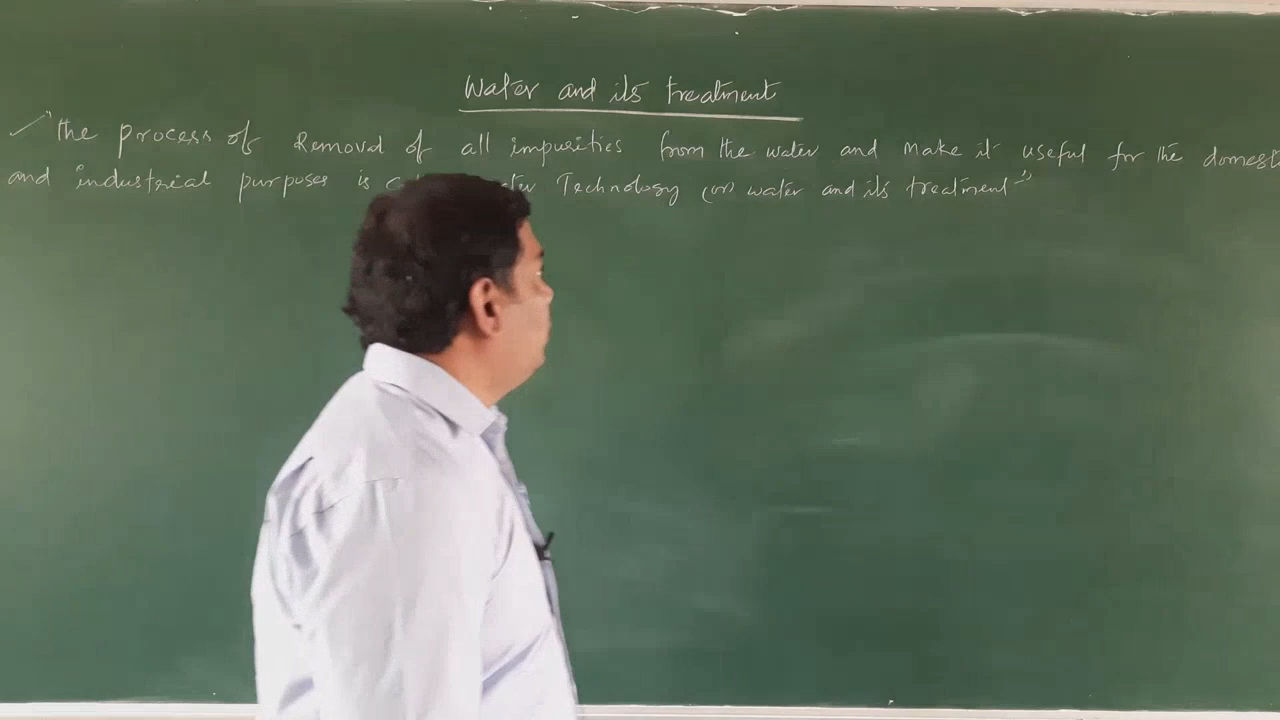 Water and its treatment
"The process of Removal of all impurities from the water and make it useful for the domest
and industrial purposes is Technology (or) water and its treatment"